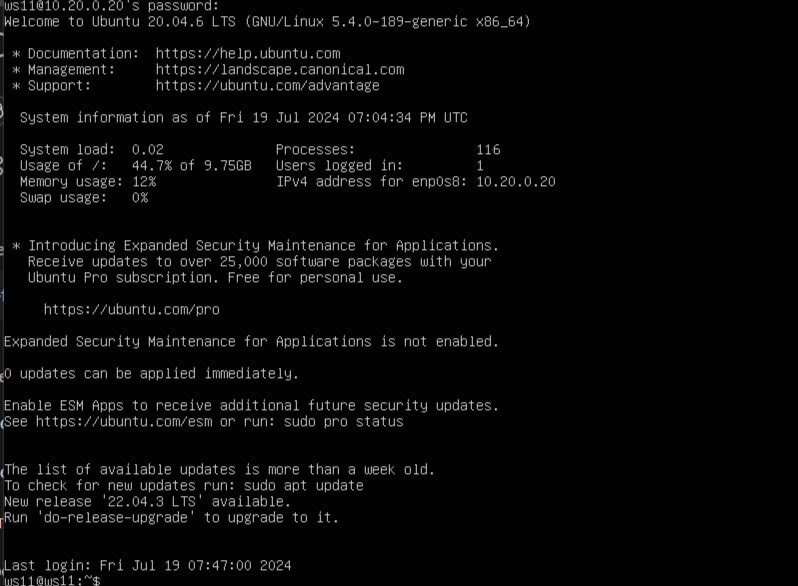 ws11@10.20.0.20's password:
Welcome to Ubuntu 20.04.6 LTS (GNU/Linux 5.4.0-189-generic x86_64)
* Documentation:  https://help.ubuntu.com
* Management:     https://landscape.canonical.com
* Support:        https://ubuntu.com/advantage
System information as of Fri 19 Jul 2024 07:04:34 PM UTC
System load:  0.02               Processes:               116
Usage of /:   44.7% of 9.75GB   Users logged in:         1
Memory usage: 12%               IPv4 address for enp0s8: 10.20.0.20
Swap usage:   0%
* Introducing Expanded Security Maintenance for Applications.
Receive updates to over 25,000 software packages with your
Ubuntu Pro subscription. Free for personal use.
https://ubuntu.com/pro
Expanded Security Maintenance for Applications is not enabled.
0 updates can be applied immediately.
Enable ESM Apps to receive additional future security updates.
See https://ubuntu.com/esm or run: sudo pro status
The list of available updates is more than a week old.
To check for new updates run: sudo apt update
New release '22.04.3 LTS' available.
Run 'do-release-upgrade' to upgrade to it.
Last login: Fri Jul 19 07:47:00 2024
ws11@ws11:~$